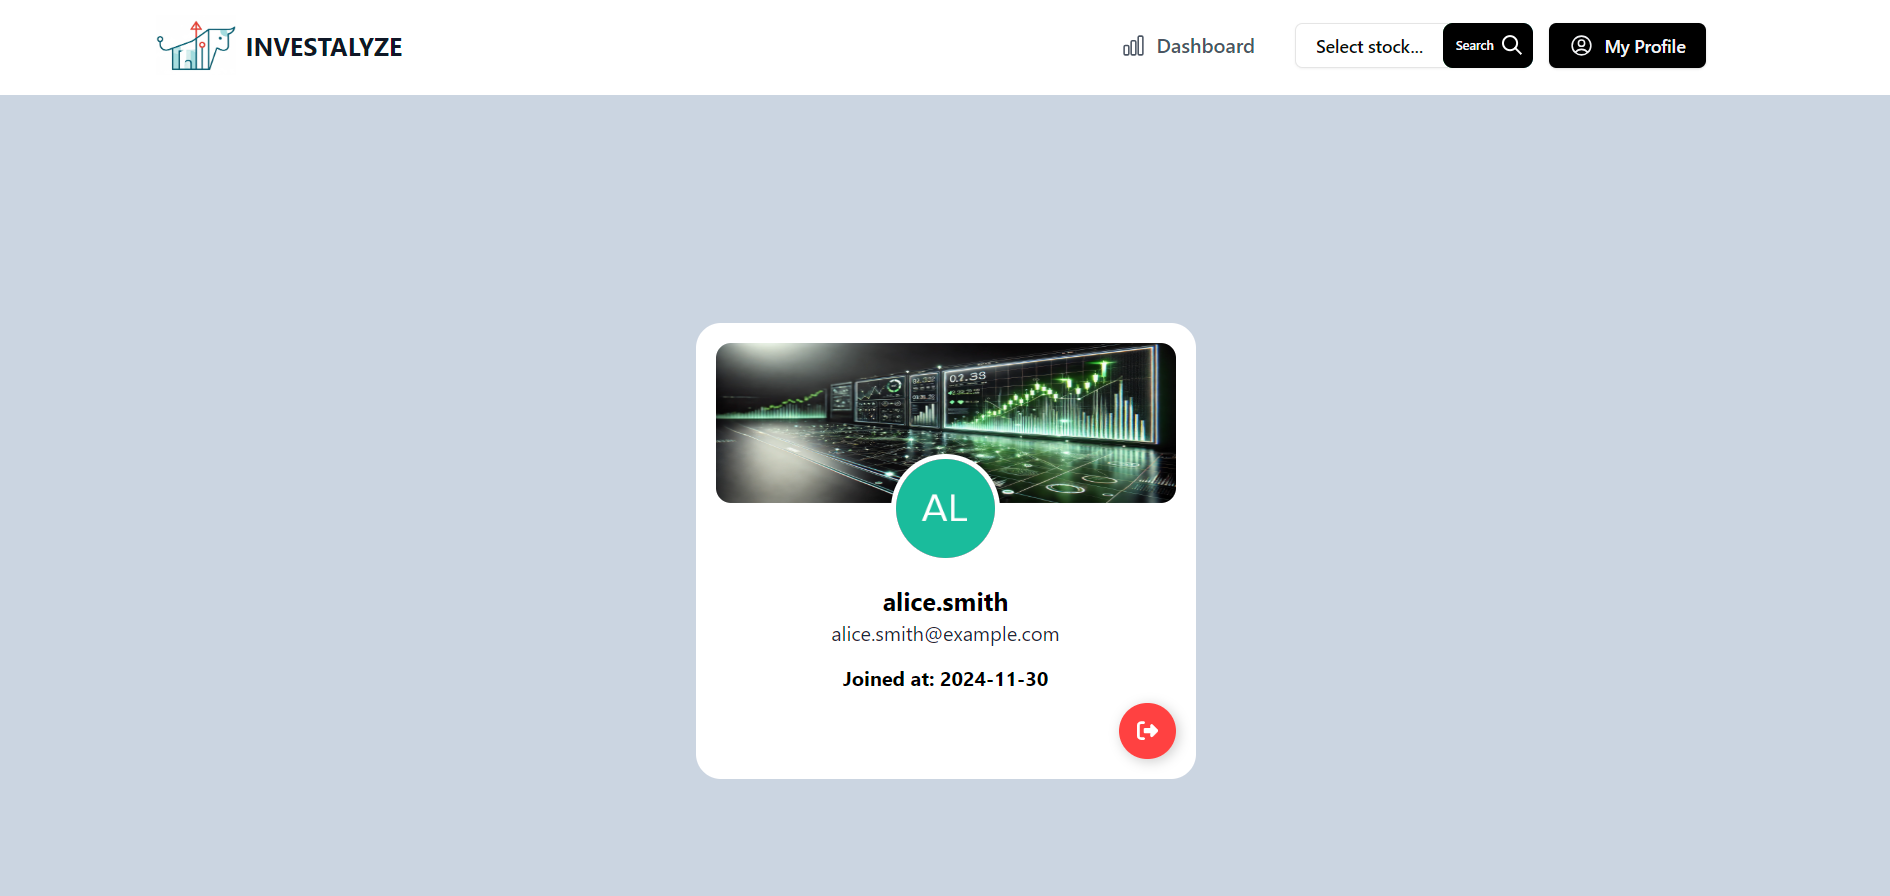 INVESTALYZE
Dashboard
Select stock...
Search
My Profile
AL
alice.smith
alice.smith@example.com
Joined at: 2024-11-30